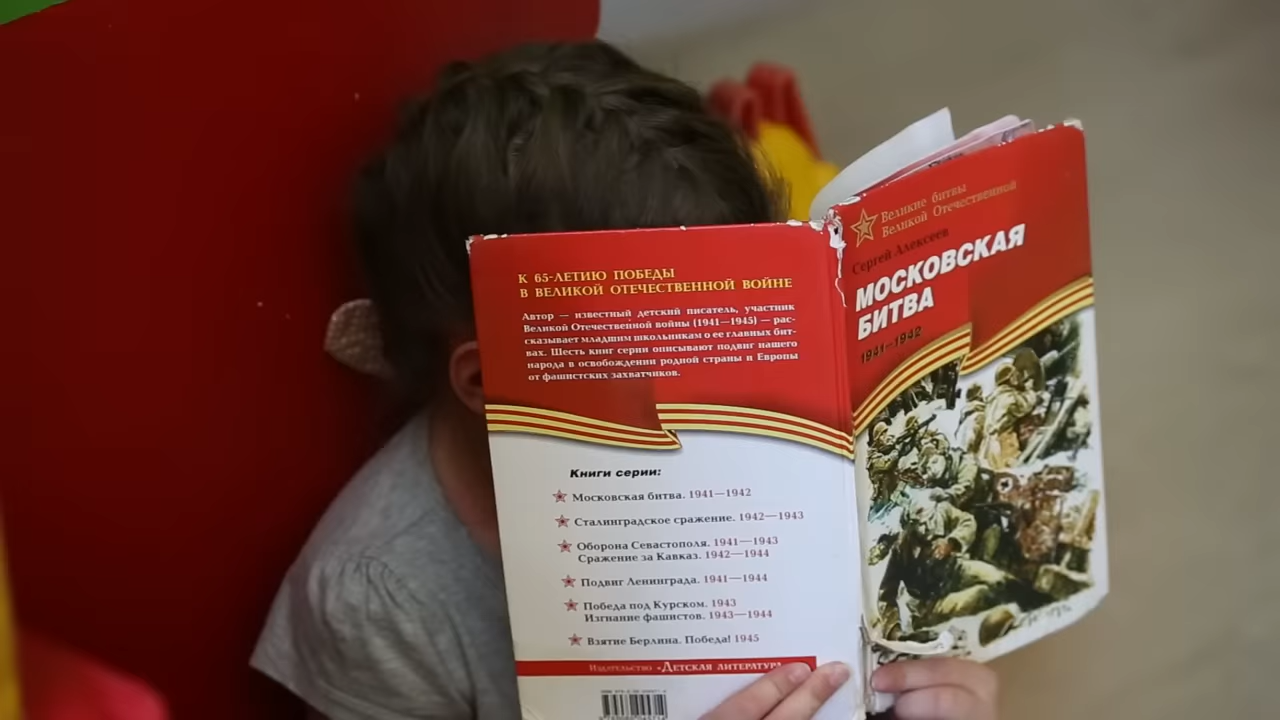 К 65-ЛЕТИЮ ПОБЕДЫ
В ВЕЛИКОЙ ОТЕЧЕСТВЕННОЙ ВОЙНЕ
Автор — известный детский писатель, участник
Великой Отечественной войны (1941—1945) — рас-
сказывает младшим школьникам о ее главных бит-
вах. Шесть книг серии описывают подвиг нашего
народа в освобождении родной страны и Европы
от фашистских захватчиков.
Книги серии:
Московская битва. 1941—1942
Сталинградское сражение. 1942—1943
Оборона Севастополя. 1941—1943
Сражение за Кавказ. 1942—1944
Подвиг Ленинграда. 1941—1944
Победа под Курском. 1943
Изгнание фашистов. 1943—1944
Взятие Берлина. Победа! 1945
Издательство «Детская литература»
Великие битвы
Великой Отечественной
Сергей Алексеев
МОСКОВСКАЯ
БИТВА
1941—1942